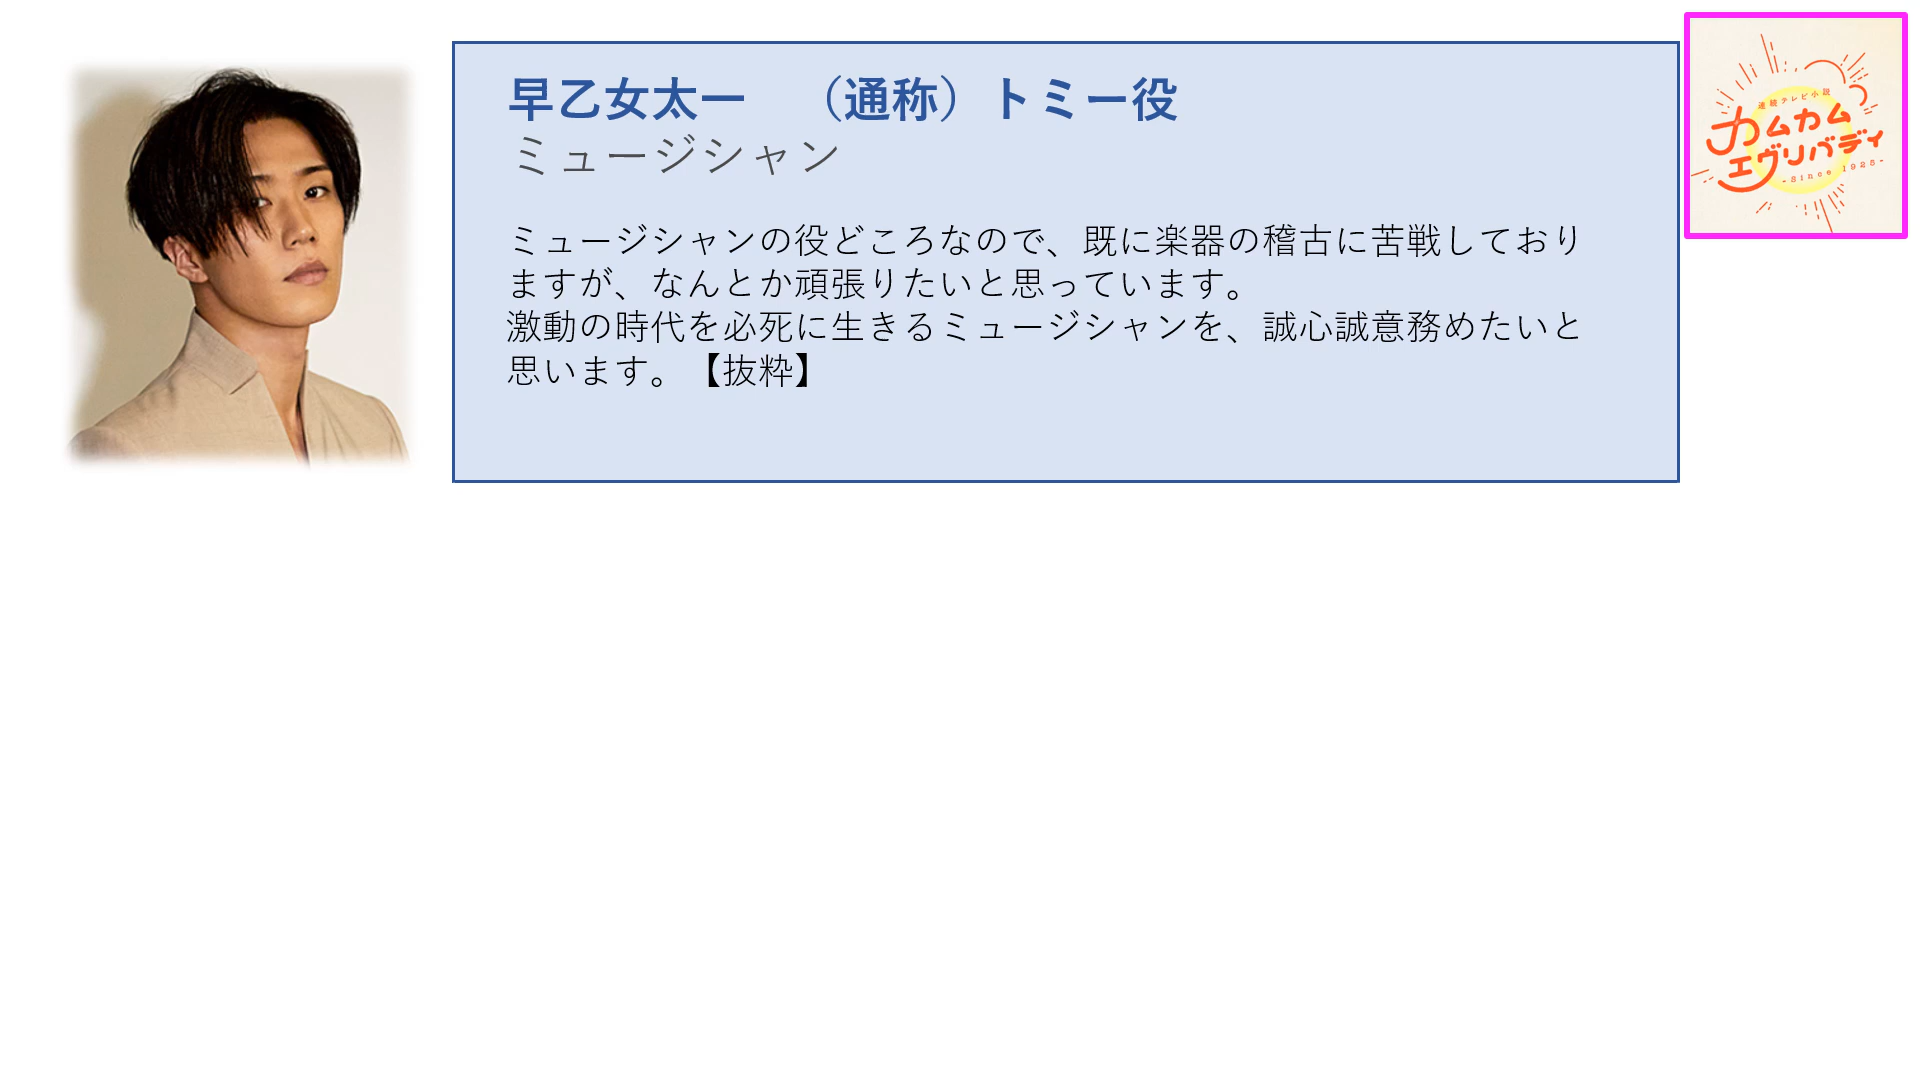 早乙女太一　（通称）トミー役
ミュージシャン
ミュージシャンの役どころなので、既に楽器の稽古に苦戦しており
ますが、なんとか頑張りたいと思っています。
激動の時代を必死に生きるミュージシャンを、誠心誠意務めたいと
思います。【抜粋】
連続テレビ小説
カムカム
エヴリバディ
-Since 1925-